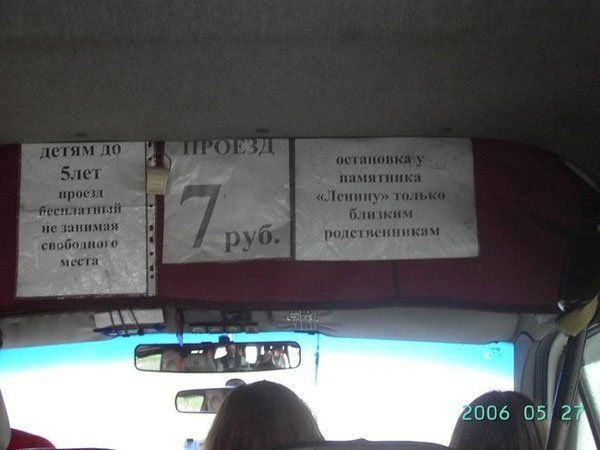 детям до
5лет
проезд
бесплатный
не занимая
свободного
места
ПРОЕЗД
7 руб.
остановка у
памятника
«Ленину» только
близким
родственникам
2006 05 27